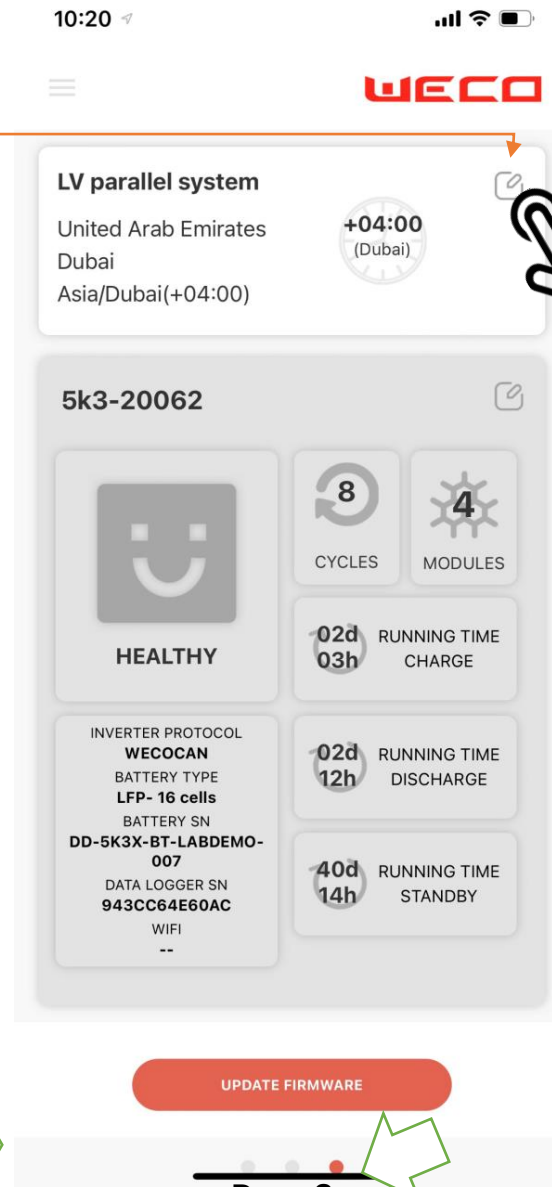 10:20
WECO
LV parallel system
United Arab Emirates
Dubai
Asia/Dubai(+04:00)
+04:00
(Dubai)
5k3-20062
HEALTHY
8
CYCLES
4
MODULES
02d
03h
RUNNING TIME
CHARGE
INVERTER PROTOCOL
WECOCAN
BATTERY TYPE
LFP- 16 cells
BATTERY SN
DD-5K3X-BT-LABDEMO-
007
DATA LOGGER SN
943CC64E60AC
WIFI
--
02d
12h
RUNNING TIME
DISCHARGE
40d
14h
RUNNING TIME
STANDBY
UPDATE FIRMWARE